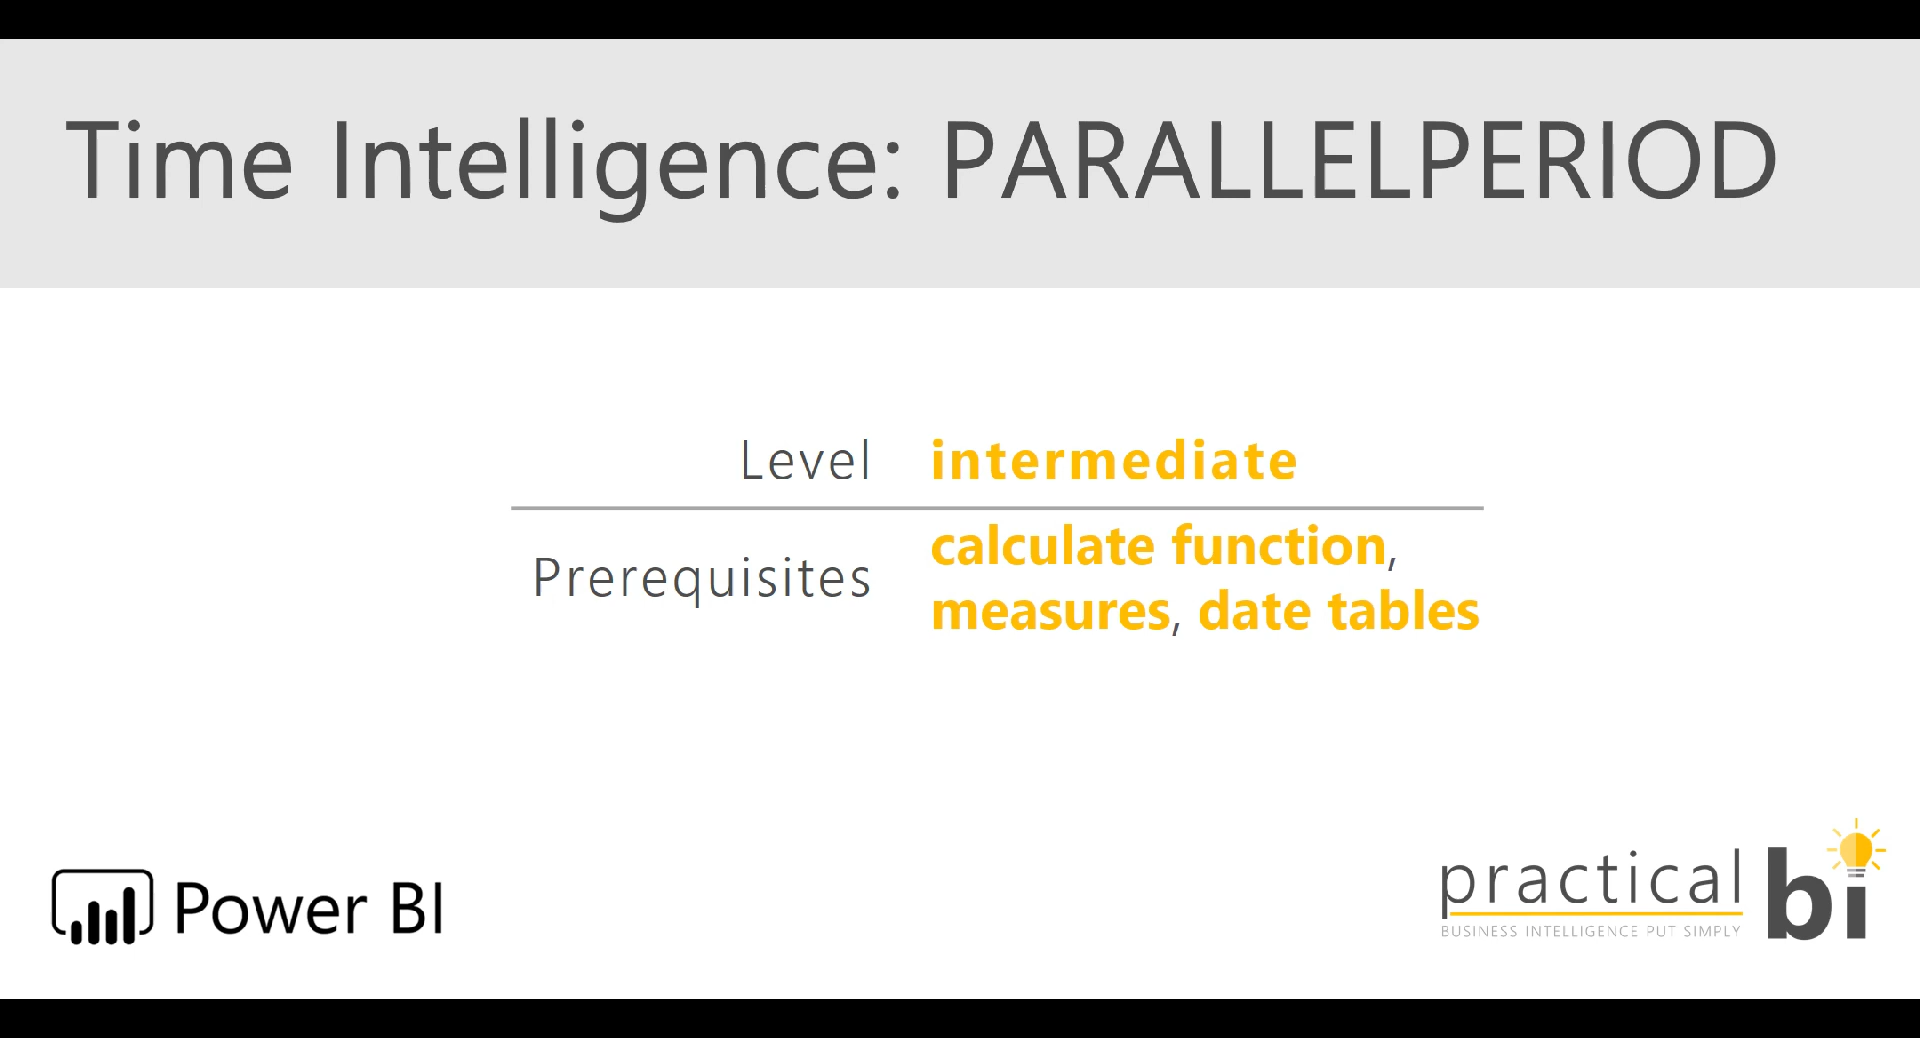 Time Intelligence: PARALLELPERIOD
Level intermediate
Prerequisites calculate function,
measures, date tables
Power BI
practical bi
BUSINESS INTELLIGENCE PUT SIMPLY